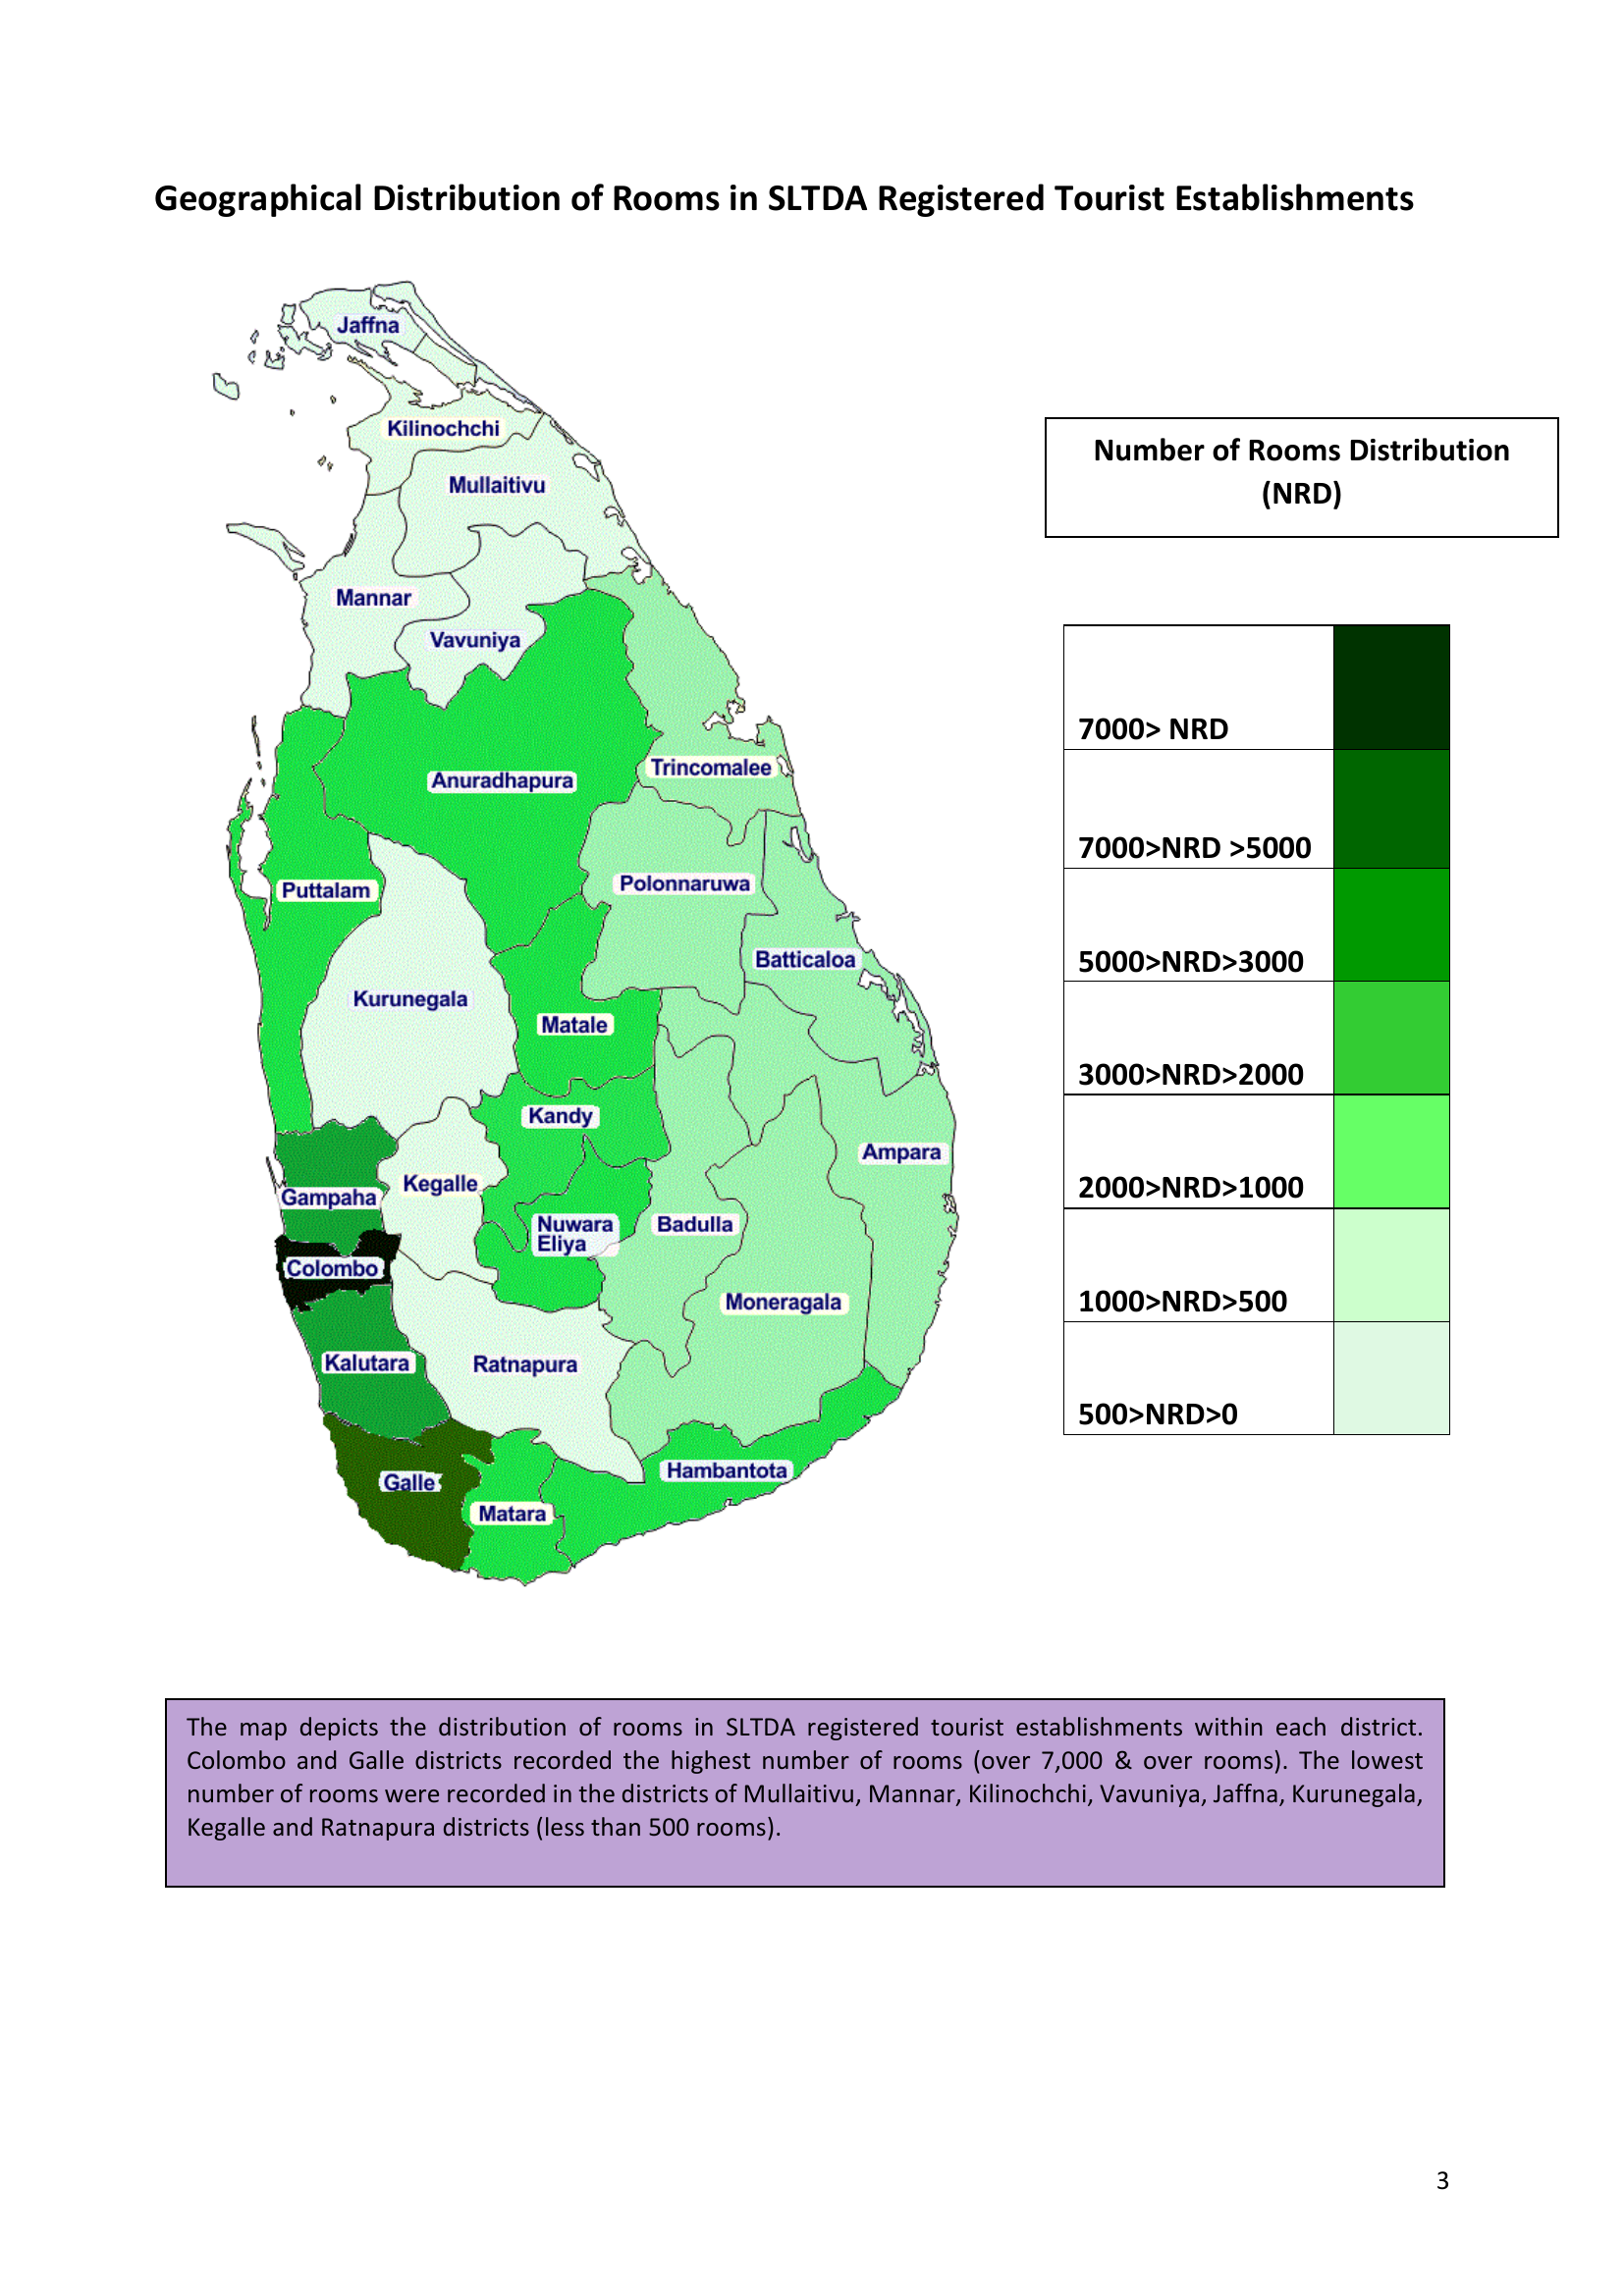 Geographical Distribution of Rooms in SLTDA Registered Tourist Establishments
Jaffna
Kilinochchi
Mullaitivu
Mannar
Vavuniya
Anuradhapura
Trincomalee
Puttalam
Polonnaruwa
Batticaloa
Kurunegala
Matale
Kandy
Ampara
Kegalle
Gampaha
Nuwara
Eliya
Badulla
Colombo
Moneragala
Kalutara
Ratnapura
Galle
Hambantota
Matara
Number of Rooms Distribution
(NRD)
7000> NRD
7000>NRD >5000
5000>NRD>3000
3000>NRD>2000
2000>NRD>1000
1000>NRD>500
500>NRD>0
The map depicts the distribution of rooms in SLTDA registered tourist establishments within each district.
Colombo and Galle districts recorded the highest number of rooms (over 7,000 & over rooms). The lowest
number of rooms were recorded in the districts of Mullaitivu, Mannar, Kilinochchi, Vavuniya, Jaffna, Kurunegala,
Kegalle and Ratnapura districts (less than 500 rooms).
3